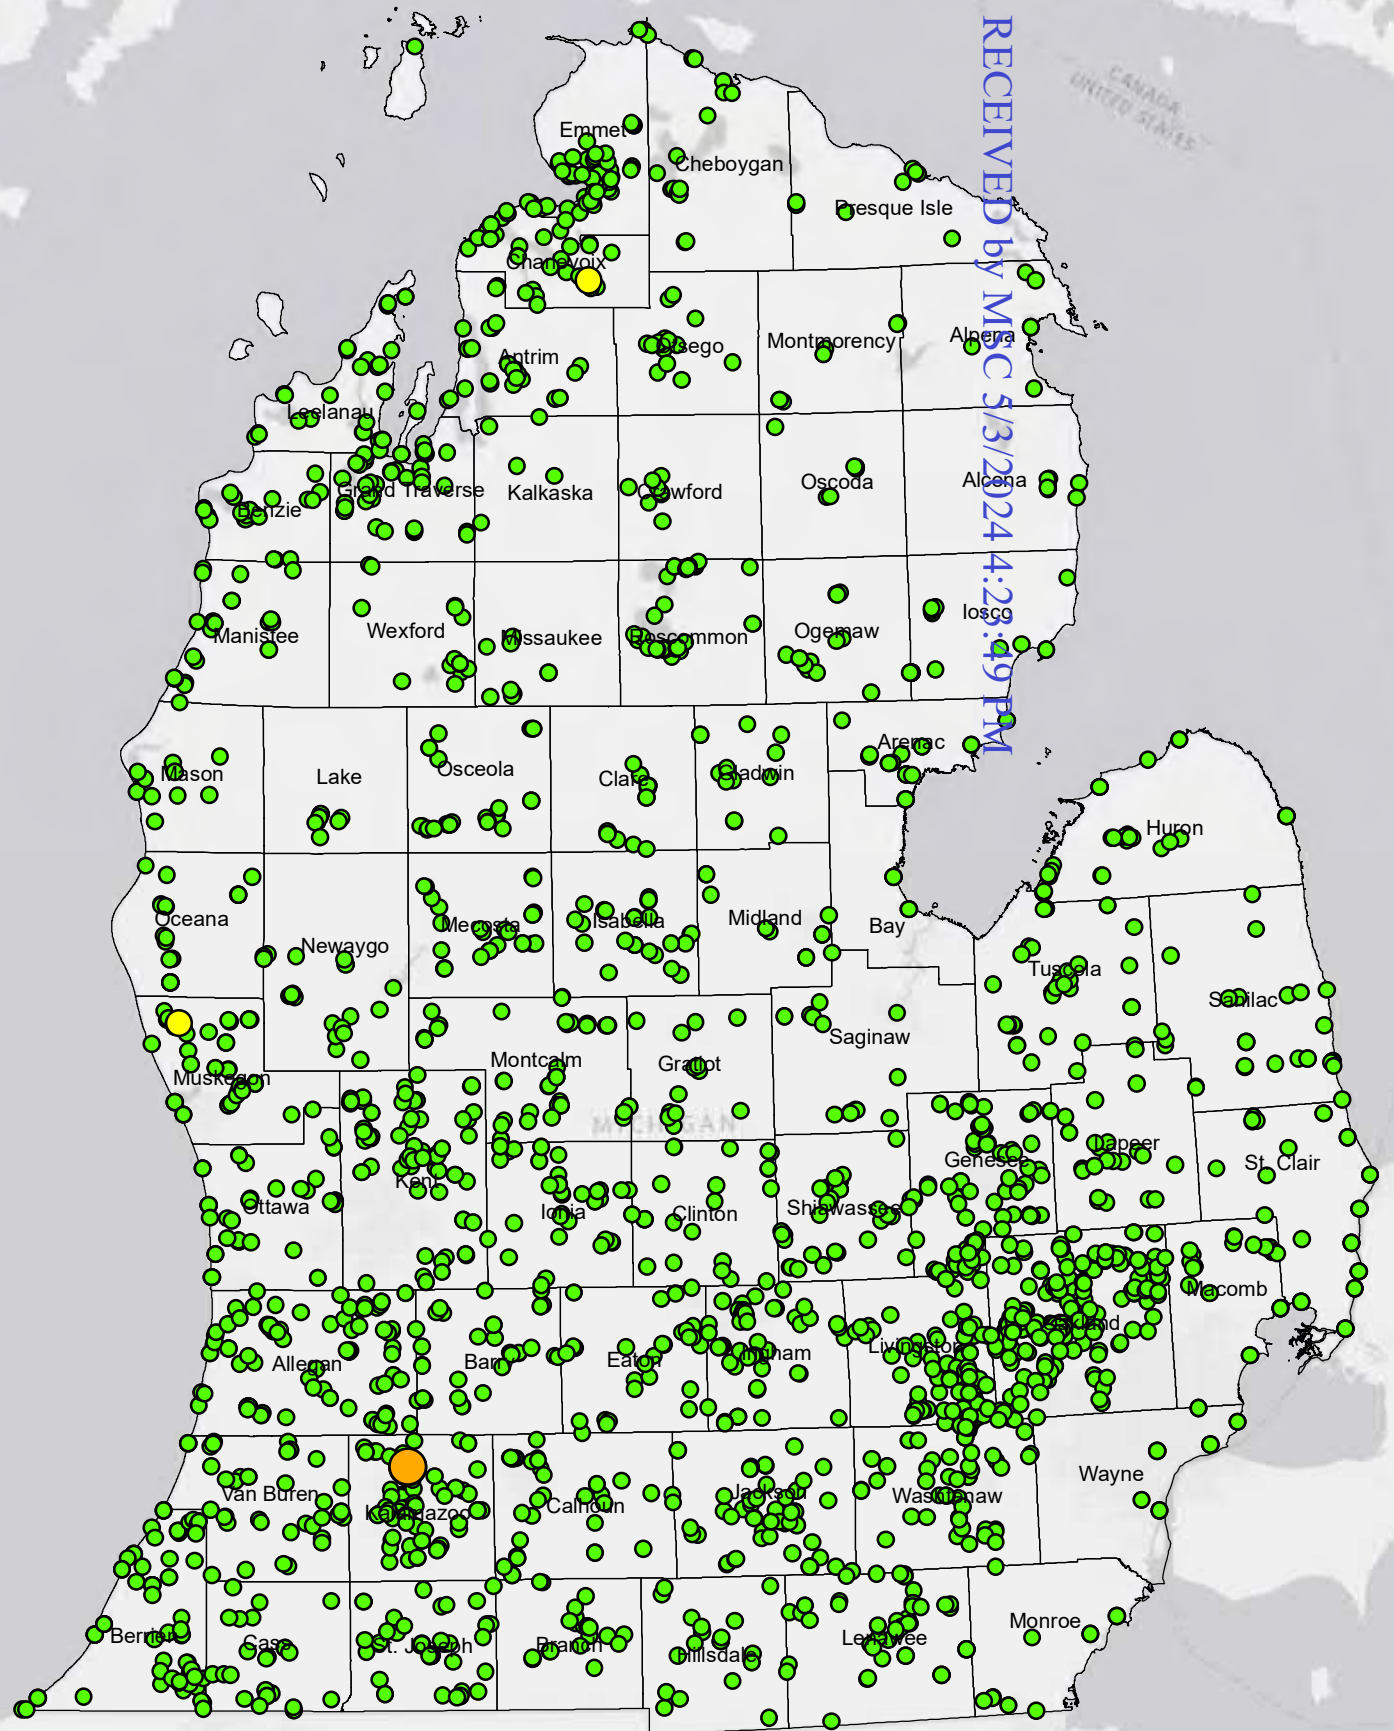 CANADA
UNITED STATES
RECEIVED by MSC 5/3/2024 4:23:49 PM
Emmet
Cheboygan
Presque Isle
Charlevoix
Antrim
Otsego
Montmorency
Alpena
Leelanau
Benzie
Grand Traverse
Kalkaska
Crawford
Oscoda
Alcona
Manistee
Wexford
Missaukee
Roscommon
Ogemaw
Iosco
Mason
Lake
Osceola
Clare
Gladwin
Arenac
Huron
Oceana
Newaygo
Mecosta
Isabella
Midland
Bay
Tuscola
Sanilac
Muskegon
Montcalm
Gratiot
Saginaw
MICHIGAN
Ottawa
Kent
Ionia
Clinton
Shiawassee
Genesee
Lapeer
St. Clair
Allegan
Barry
Eaton
Ingham
Livingston
Oakland
Macomb
Van Buren
Kalamazoo
Calhoun
Jackson
Washtenaw
Wayne
Berrien
Cass
St. Joseph
Branch
Hillsdale
Lenawee
Monroe